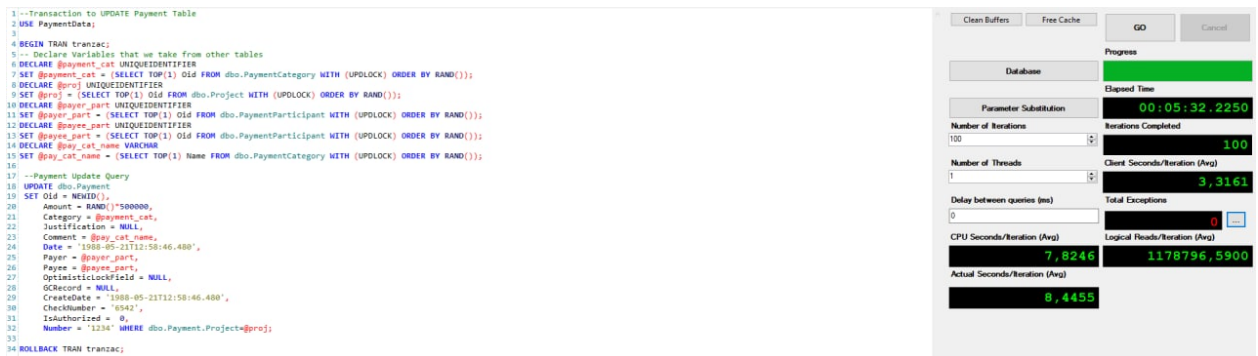 1 --Transaction to UPDATE Payment Table
2 USE PaymentData;
3
4 BEGIN TRAN tranzac;
5 -- Declare Variables that we take from other tables
6 DECLARE @payment_cat UNIQUEIDENTIFIER
7 SET @payment_cat = (SELECT TOP(1) Oid FROM dbo.PaymentCategory WITH (UPDLOCK) ORDER BY RAND());
8 DECLARE @proj UNIQUEIDENTIFIER
9 SET @proj = (SELECT TOP(1) Oid FROM dbo.Project WITH (UPDLOCK) ORDER BY RAND());
10 DECLARE @payer_part UNIQUEIDENTIFIER
11 SET @payer_part = (SELECT TOP(1) Oid FROM dbo.PaymentParticipant WITH (UPDLOCK) ORDER BY RAND());
12 DECLARE @payee_part UNIQUEIDENTIFIER
13 SET @payee_part = (SELECT TOP(1) Oid FROM dbo.PaymentParticipant WITH (UPDLOCK) ORDER BY RAND());
14 DECLARE @pay_cat_name VARCHAR
15 SET @pay_cat_name = (SELECT TOP(1) Name FROM dbo.PaymentCategory WITH (UPDLOCK) ORDER BY RAND());
16
17 --Payment Update Query
18 UPDATE dbo.Payment
19 SET Oid = NEWID(),
20 Amount = RAND()*500000,
21 Category = @payment_cat,
22 Justification = NULL,
23 Comment = @pay_cat_name,
24 Date = '1988-05-21T12:58:46.480',
25 Payer = @payer_part,
26 Payee = @payee_part,
27 OptimisticLockField = NULL,
28 GCRecord = NULL,
29 CreateDate = '1988-05-21T12:58:46.480',
30 CheckNumber = '6542',
31 IsAuthorized = 0,
32 Number = '1234' WHERE dbo.Payment.Project=@proj;
33
34 ROLLBACK TRAN tranzac;
Clean Buffers Free Cache
GO Cancel
Progress
Database
Elapsed Time
Parameter Substitution 00:05:32.2250
Number of Iterations Iterations Completed
100 100
Number of Threads Client Seconds/Iteration (Avg)
1 3,3161
Delay between queries (ms) Total Exceptions
0 0 ...
CPU Seconds/Iteration (Avg) Logical Reads/Iteration (Avg)
7,8246 1178796,5900
Actual Seconds/Iteration (Avg)
8,4455